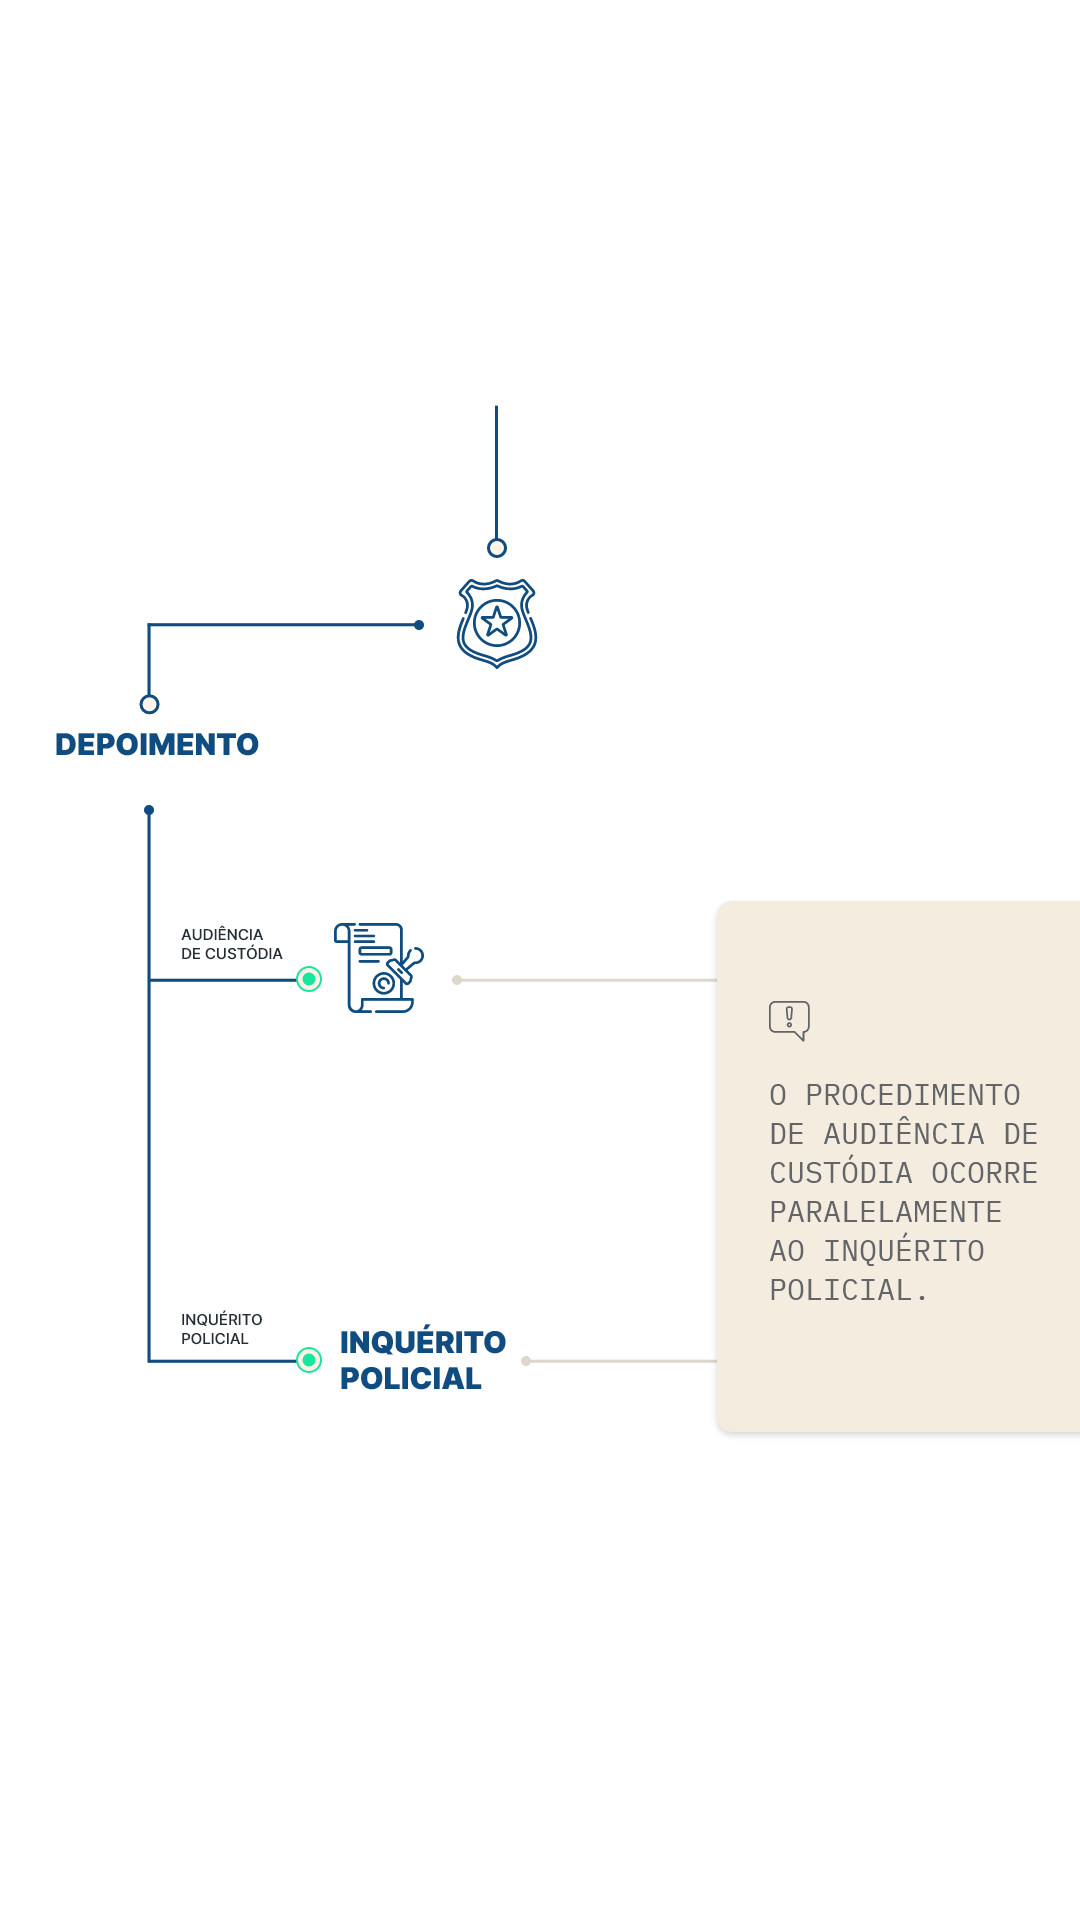 DEPOIMENTO
AUDIÊNCIA
DE CUSTÓDIA
O PROCEDIMENTO
DE AUDIÊNCIA DE
CUSTÓDIA OCORRE
PARALELAMENTE
AO INQUÉRITO
POLICIAL.
INQUÉRITO
POLICIAL
INQUÉRITO
POLICIAL